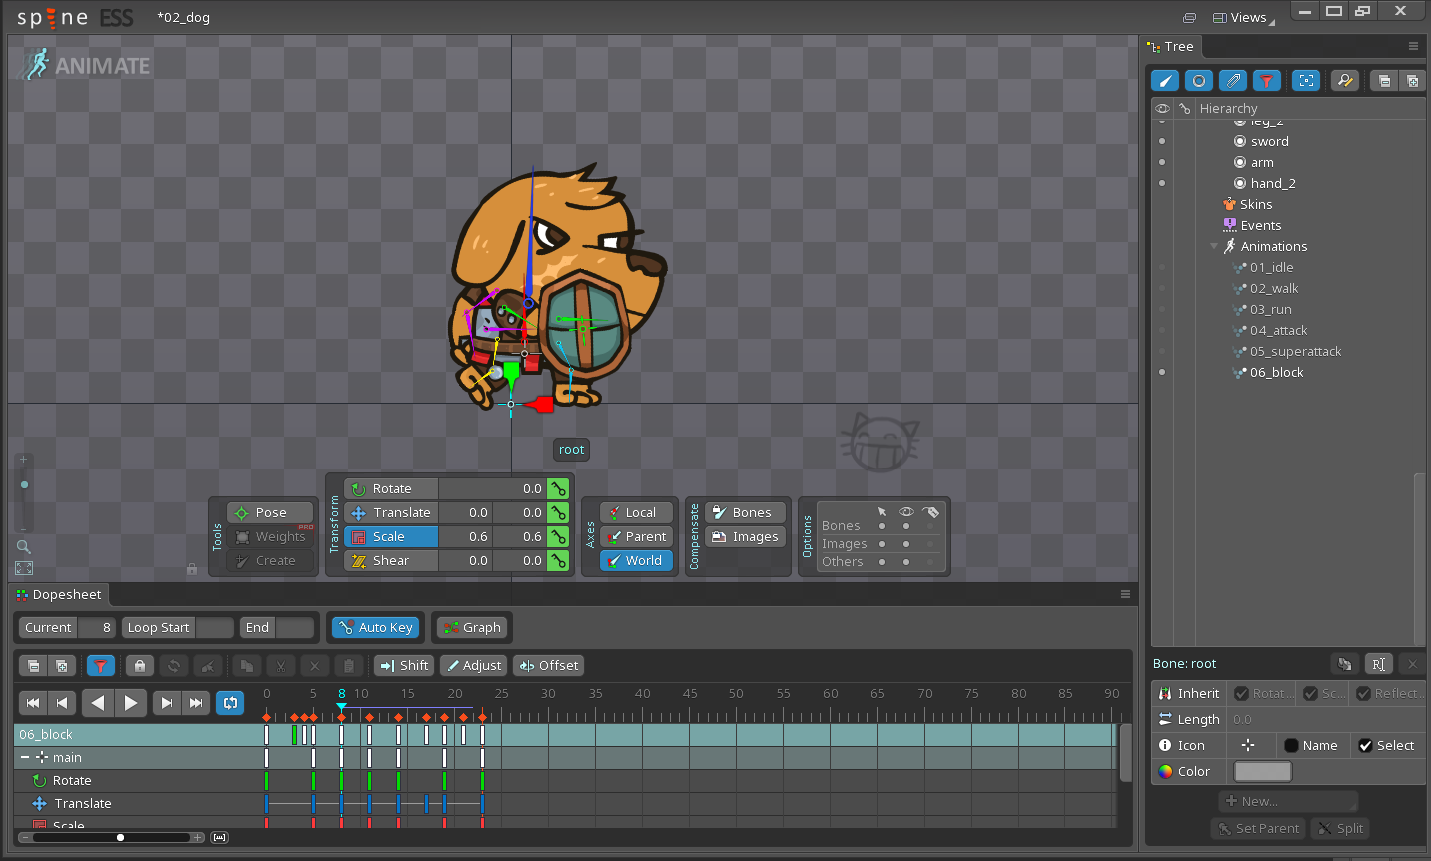 spine ESS *02_dog Views
ANIMATE
Tree
Hierarchy
leg_2
sword
arm
hand_2
Skins
Events
Animations
01_idle
02_walk
03_run
04_attack
05_superattack
06_block
root
Tools
Pose
Weights PRO
Create
Transform
Rotate 0.0
Translate 0.0 0.0
Scale 0.6 0.6
Shear 0.0 0.0
Axes
Local
Parent
World
Compensate
Bones
Images
Options
Bones
Images
Others
Dopesheet
Current 8 Loop Start End Auto Key Graph
Shift Adjust Offset
0 5 8 10 15 20 25 30 35 40 45 50 55 60 65 70 75 80 85 90
06_block
main
Rotate
Translate
Scale
Bone: root
Inherit Rotat... Sc... Reflect...
Length 0.0
Icon Name Select
Color
New...
Set Parent Split